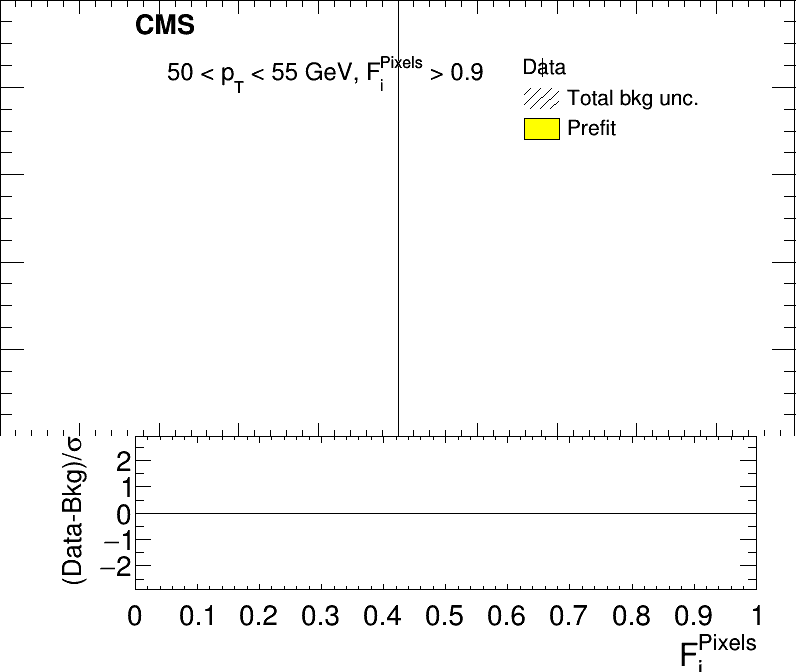 CMS
50 < p_T < 55 GeV, F_i^Pixels > 0.9
Data
Total bkg unc.
Prefit
(Data-Bkg)/σ
2
1
0
−1
−2
0 0.1 0.2 0.3 0.4 0.5 0.6 0.7 0.8 0.9 1
F_i^Pixels